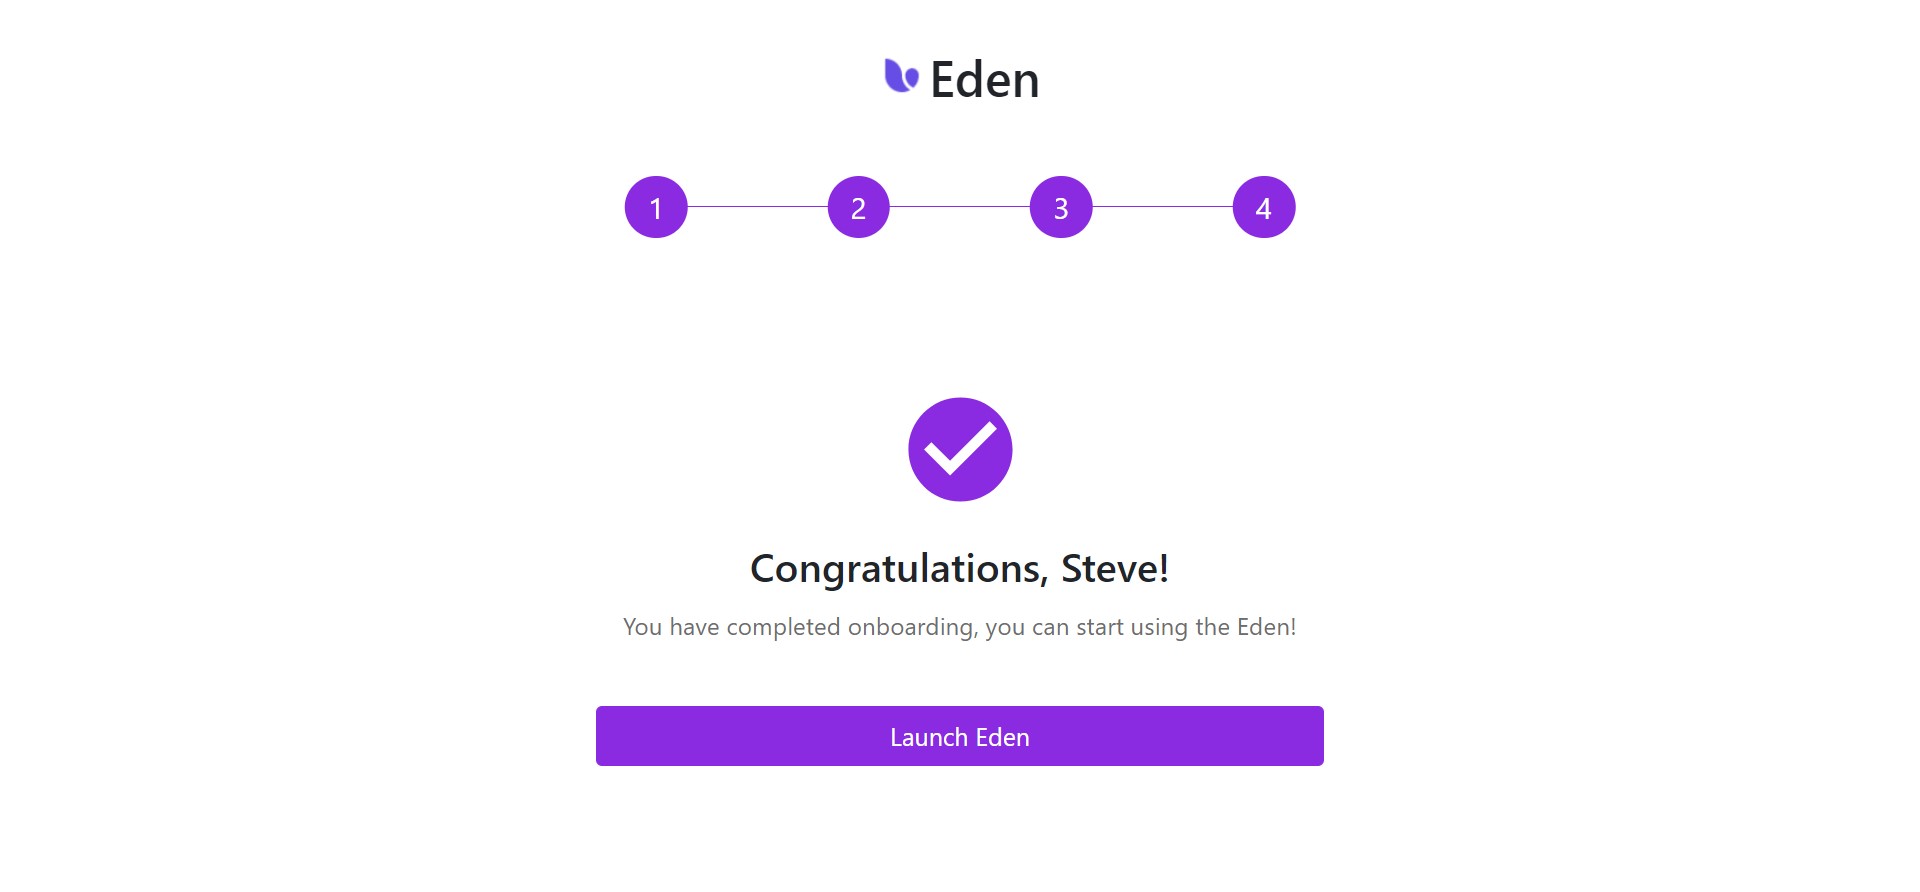 Eden
1 2 3 4
Congratulations, Steve!
You have completed onboarding, you can start using the Eden!
Launch Eden